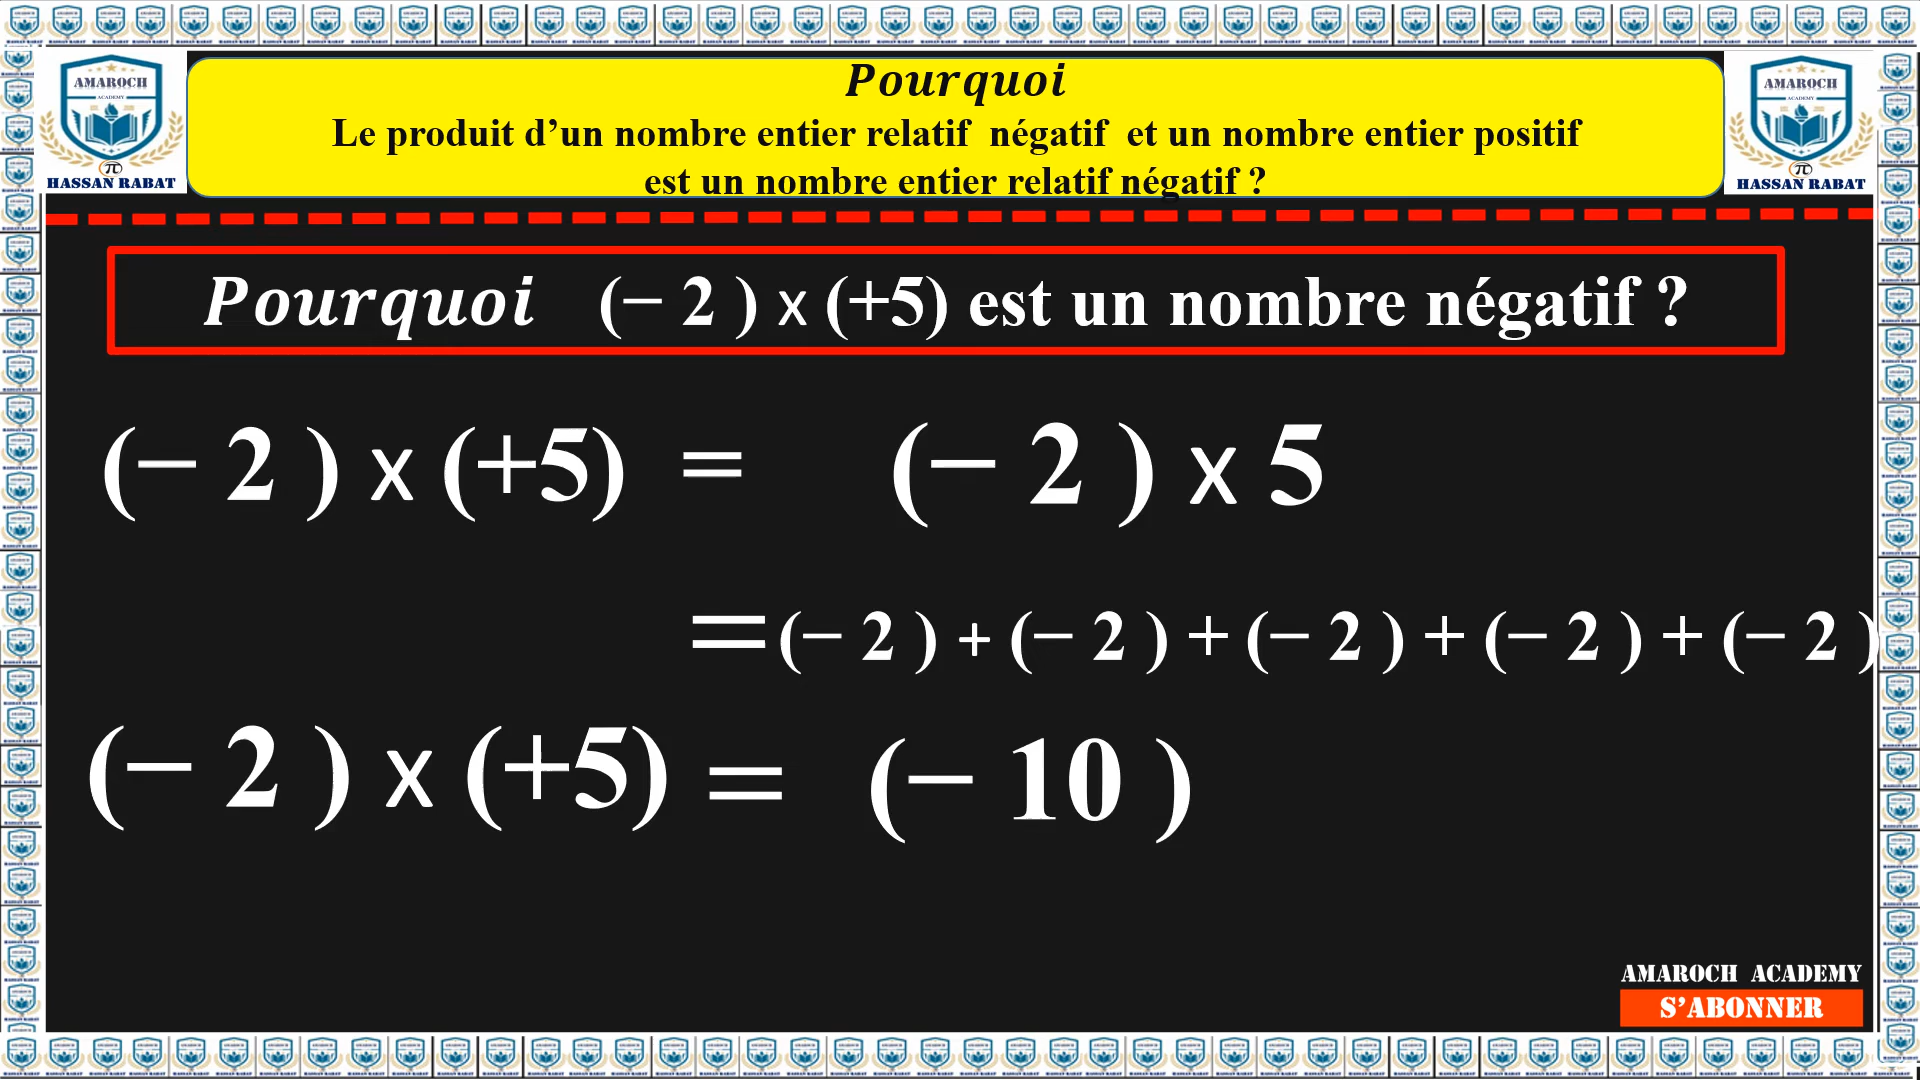 Pourquoi
Le produit d’un nombre entier relatif négatif et un nombre entier positif
est un nombre entier relatif négatif ?
AMAROCH
ACADEMY
π
HASSAN RABAT
AMAROCH
ACADEMY
π
HASSAN RABAT
Pourquoi (− 2 ) x (+5) est un nombre négatif ?
(− 2 ) x (+5) = (− 2 ) x 5
=(− 2 ) + (− 2 ) + (− 2 ) + (− 2 ) + (− 2 )
(− 2 ) x (+5) = (− 10 )
AMAROCH ACADEMY
S’ABONNER